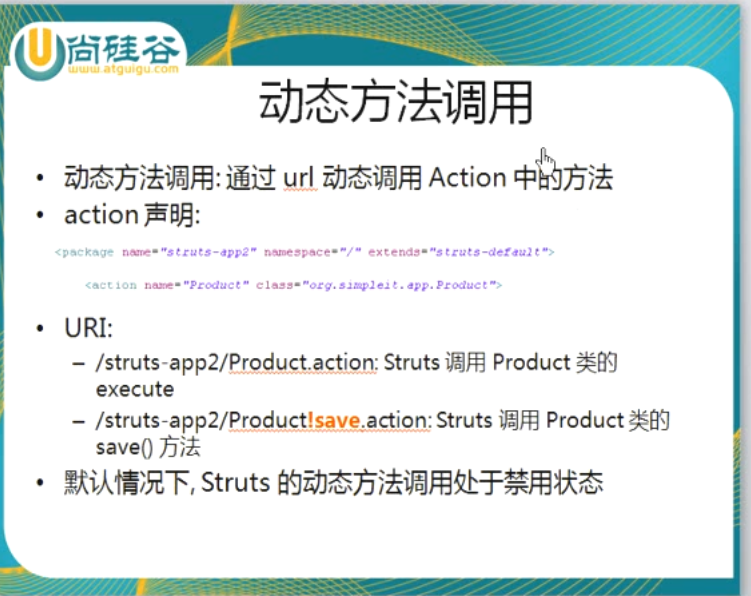 尚硅谷
www.atguigu.com
动态方法调用
• 动态方法调用: 通过 url 动态调用 Action 中的方法
• action 声明:
<package name="struts-app2" namespace="/" extends="struts-default">
<action name="Product" class="org.simpleit.app.Product">
• URI:
– /struts-app2/Product.action: Struts 调用 Product 类的
execute
– /struts-app2/Product!save.action: Struts 调用 Product 类的
save() 方法
• 默认情况下, Struts 的动态方法调用处于禁用状态